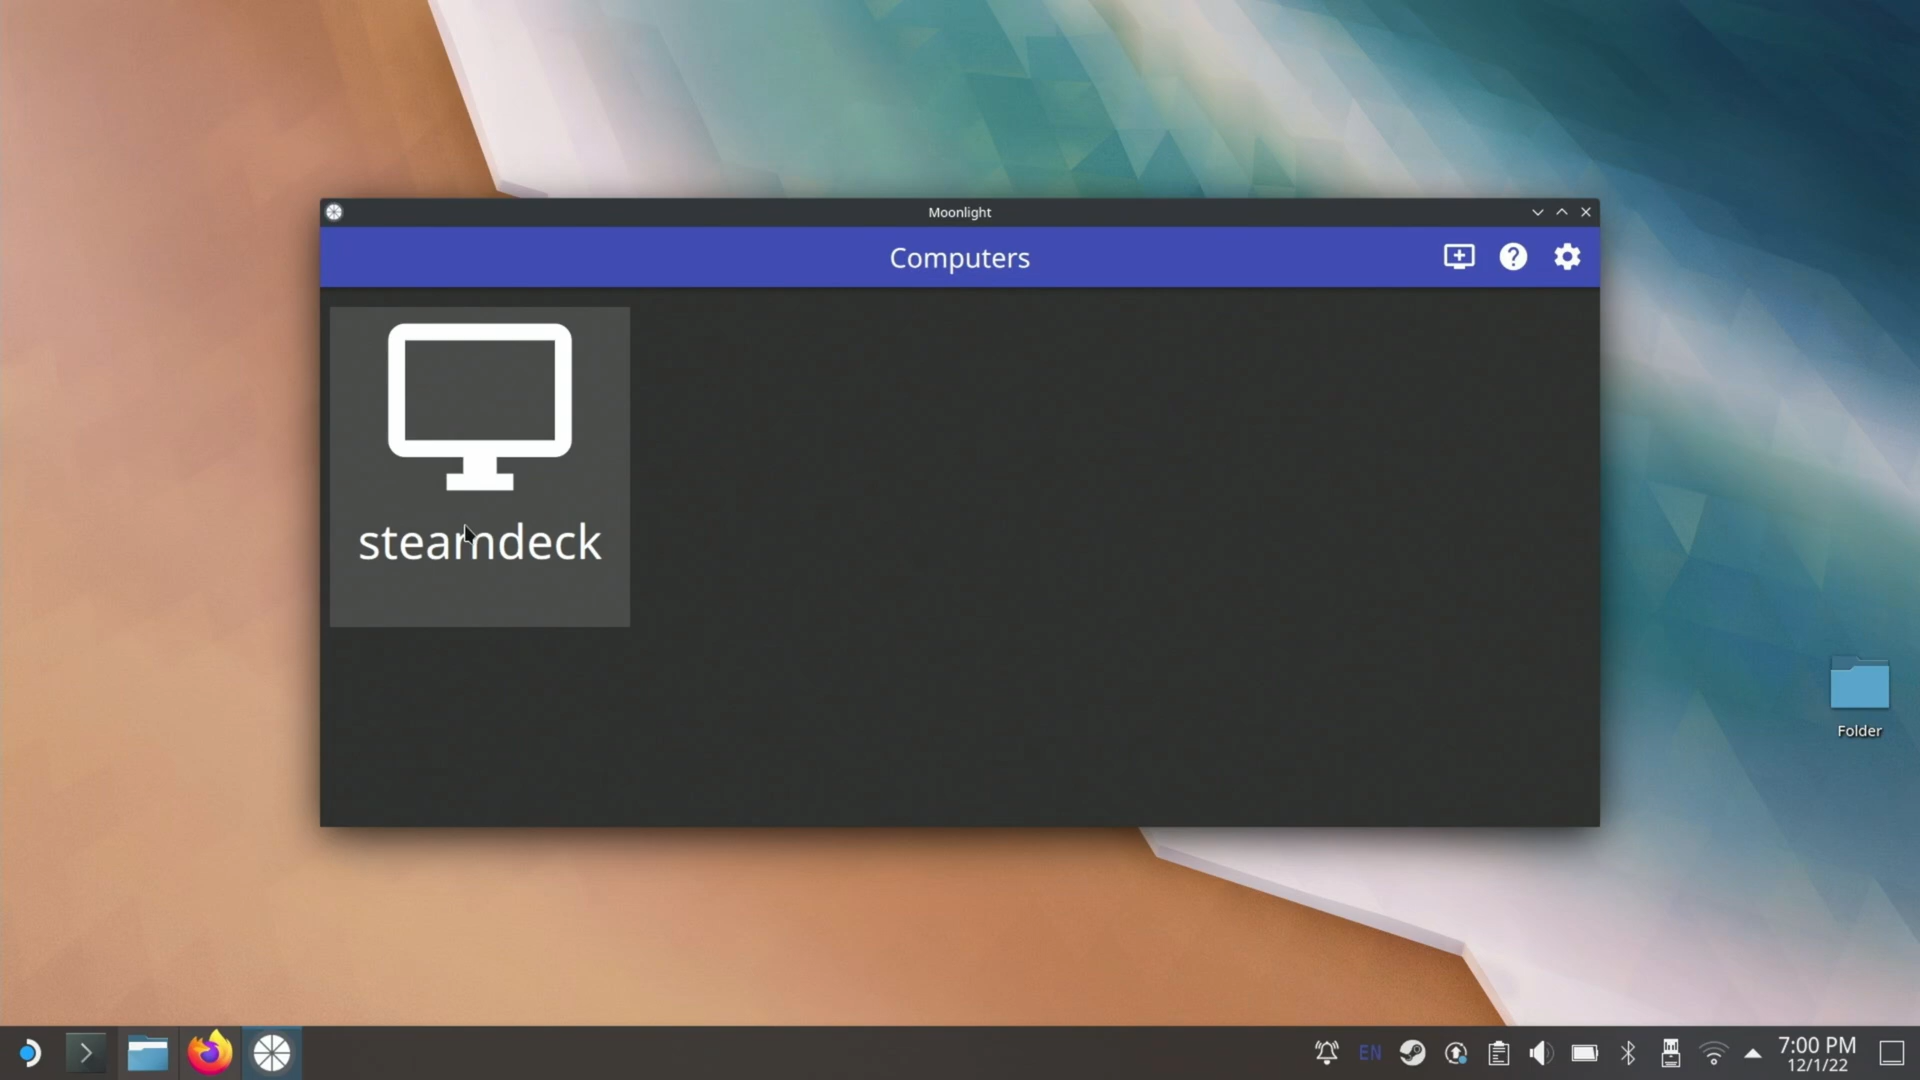 Moonlight
Computers
steamdeck
Folder
EN
7:00 PM
12/1/22